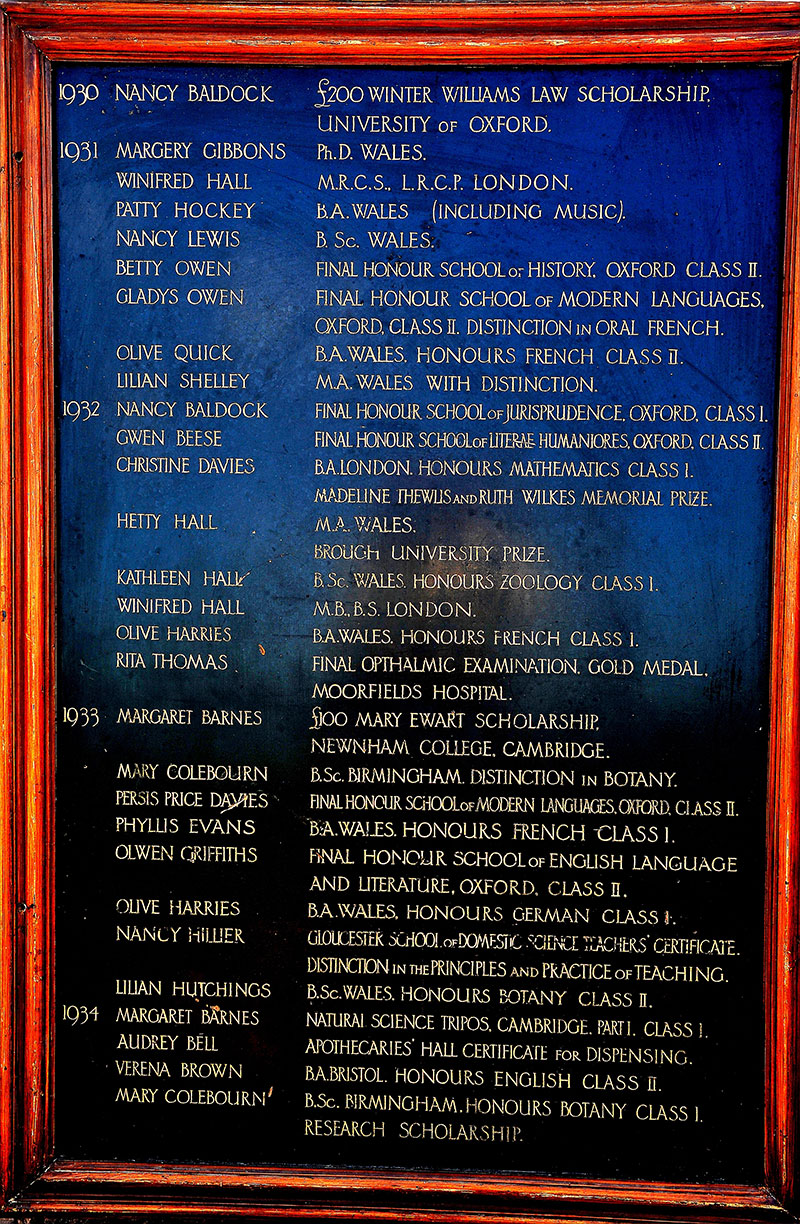 1930 NANCY BALDOCK £200 WINTER WILLIAMS LAW SCHOLARSHIP,
UNIVERSITY OF OXFORD.
1931 MARGERY GIBBONS Ph.D. WALES.
WINIFRED HALL M.R.C.S., L.R.C.P. LONDON.
PATTY HOCKEY B.A. WALES (INCLUDING MUSIC).
NANCY LEWIS B.Sc. WALES.
BETTY OWEN FINAL HONOUR SCHOOL OF HISTORY, OXFORD CLASS II.
GLADYS OWEN FINAL HONOUR SCHOOL OF MODERN LANGUAGES,
OXFORD, CLASS II. DISTINCTION IN ORAL FRENCH.
OLIVE QUICK B.A. WALES, HONOURS FRENCH CLASS II.
LILIAN SHELLEY M.A. WALES WITH DISTINCTION.
1932 NANCY BALDOCK FINAL HONOUR SCHOOL OF JURISPRUDENCE, OXFORD, CLASS I.
GWEN BEESE FINAL HONOUR SCHOOL OF LITERAE HUMANIORES, OXFORD, CLASS II.
CHRISTINE DAVIES B.A. LONDON, HONOURS MATHEMATICS CLASS I.
MADELINE THEWLIS AND RUTH WILKES MEMORIAL PRIZE.
HETTY HALL M.A. WALES.
BROUGH UNIVERSITY PRIZE.
KATHLEEN HALL B.Sc. WALES, HONOURS ZOOLOGY CLASS I.
WINIFRED HALL M.B., B.S. LONDON.
OLIVE HARRIES B.A. WALES, HONOURS FRENCH CLASS I.
RITA THOMAS FINAL OPTHALMIC EXAMINATION, GOLD MEDAL,
MOORFIELDS HOSPITAL.
1933 MARGARET BARNES £100 MARY EWART SCHOLARSHIP,
NEWNHAM COLLEGE, CAMBRIDGE.
MARY COLEBOURN B.Sc. BIRMINGHAM, DISTINCTION IN BOTANY.
PERSIS PRICE DAVIES FINAL HONOUR SCHOOL OF MODERN LANGUAGES, OXFORD, CLASS II.
PHYLLIS EVANS B.A. WALES, HONOURS FRENCH CLASS I.
OLWEN GRIFFITHS FINAL HONOUR SCHOOL OF ENGLISH LANGUAGE
AND LITERATURE, OXFORD, CLASS II.
OLIVE HARRIES B.A. WALES, HONOURS GERMAN CLASS I.
NANCY HILLIER GLOUCESTER SCHOOL OF DOMESTIC SCIENCE TEACHERS' CERTIFICATE.
DISTINCTION IN THE PRINCIPLES AND PRACTICE OF TEACHING.
LILIAN HUTCHINGS B.Sc. WALES, HONOURS BOTANY CLASS II.
1934 MARGARET BARNES NATURAL SCIENCE TRIPOS, CAMBRIDGE, PART I, CLASS I.
AUDREY BELL APOTHECARIES' HALL CERTIFICATE FOR DISPENSING.
VERENA BROWN B.A. BRISTOL, HONOURS ENGLISH CLASS II.
MARY COLEBOURN B.Sc. BIRMINGHAM, HONOURS BOTANY CLASS I.
RESEARCH SCHOLARSHIP.